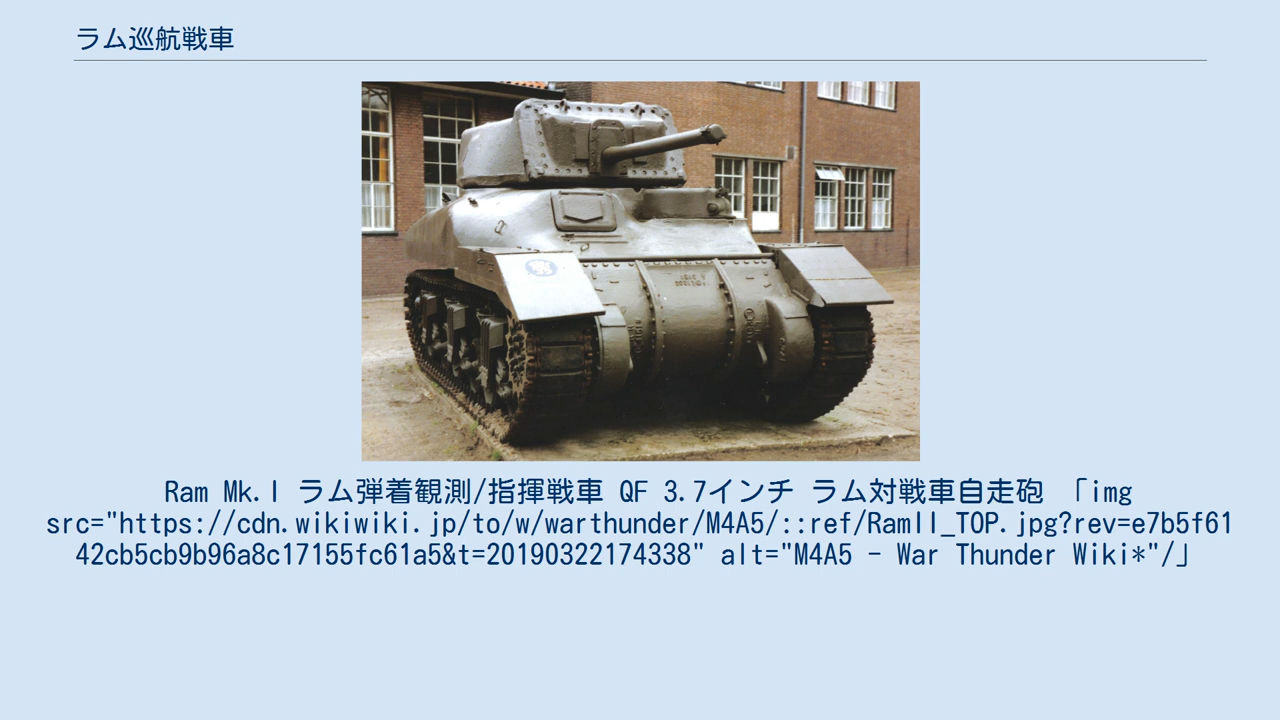 ラム巡航戦車
Ram Mk.I ラム弾着観測/指揮戦車 QF 3.7インチ ラム対戦車自走砲 「img
src="https://cdn.wikiwiki.jp/to/w/warthunder/M4A5/::ref/RamII_TOP.jpg?rev=e7b5f61
42cb5cb9b96a8c17155fc61a5&t=20190322174338" alt="M4A5 - War Thunder Wiki*"/」